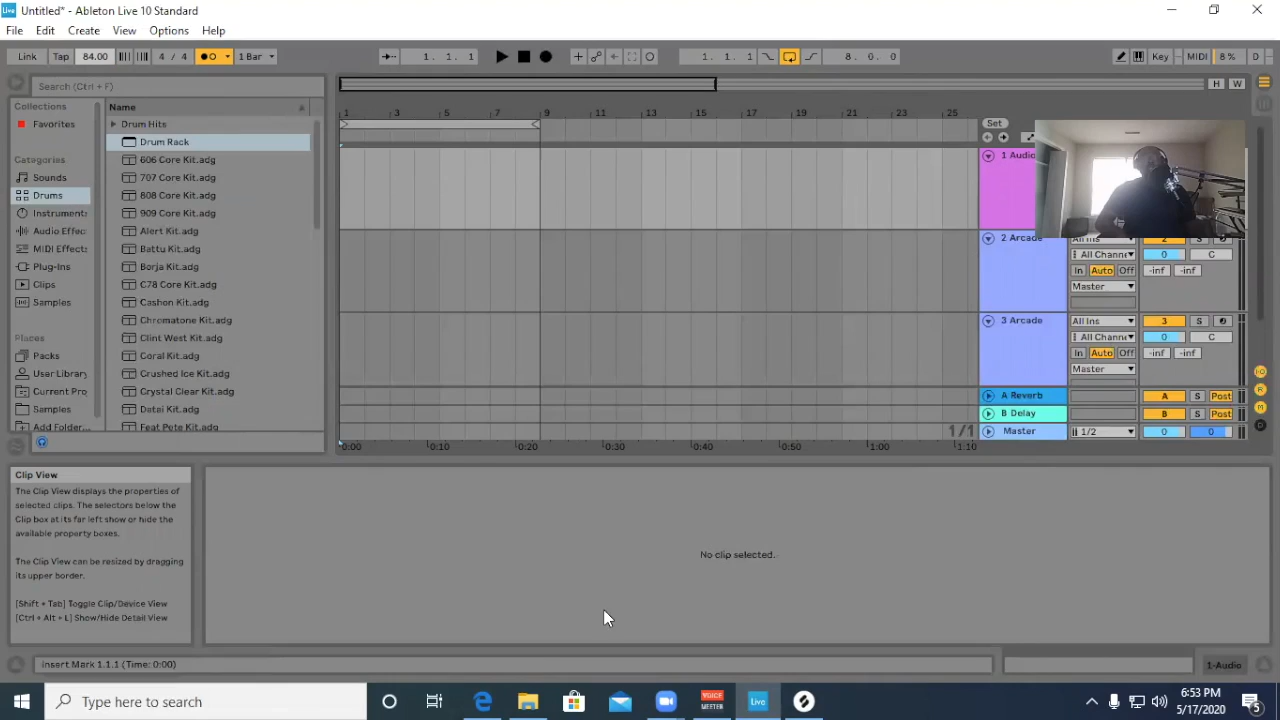 Live Untitled* - Ableton Live 10 Standard
File Edit Create View Options Help
Link Tap 84.00 4 / 4 1 Bar 1. 1. 1 1. 1. 1 8. 0. 0 Key MIDI 8 % D
Search (Ctrl + F)
H W
Collections
Favorites
Categories
Sounds
Drums
Instruments
Audio Effects
MIDI Effects
Plug-Ins
Clips
Samples
Places
Packs
User Library
Current Pro
Samples
Add Folder...
Name
Drum Hits
Drum Rack
606 Core Kit.adg
707 Core Kit.adg
808 Core Kit.adg
909 Core Kit.adg
Alert Kit.adg
Battu Kit.adg
Borja Kit.adg
C78 Core Kit.adg
Cashon Kit.adg
Chromatone Kit.adg
Clint West Kit.adg
Coral Kit.adg
Crushed Ice Kit.adg
Crystal Clear Kit.adg
Datai Kit.adg
Feat Pete Kit.adg
1 3 5 7 9 11 13 15 17 19 21 23 25
Set
1 Audio
2 Arcade All Ins 2 S
All Channe 0 C
In Auto Off -inf -inf
Master
3 Arcade All Ins 3 S
All Channe 0 C
In Auto Off -inf -inf
Master
A Reverb A S Post
B Delay B S Post
1/1 Master 1/2 0 0
0:00 0:10 0:20 0:30 0:40 0:50 1:00 1:10
I·O
R
M
D
Clip View
The Clip View displays the properties of
selected clips. The selectors below the
Clip box at its far left show or hide the
available property boxes.
The Clip View can be resized by dragging
its upper border.
[Shift + Tab] Toggle Clip/Device View
[Ctrl + Alt + L] Show/Hide Detail View
No clip selected.
Insert Mark 1.1.1 (Time: 0:00)
1-Audio
Type here to search
VOICE
MEETER
Live
6:53 PM
5/17/2020
5